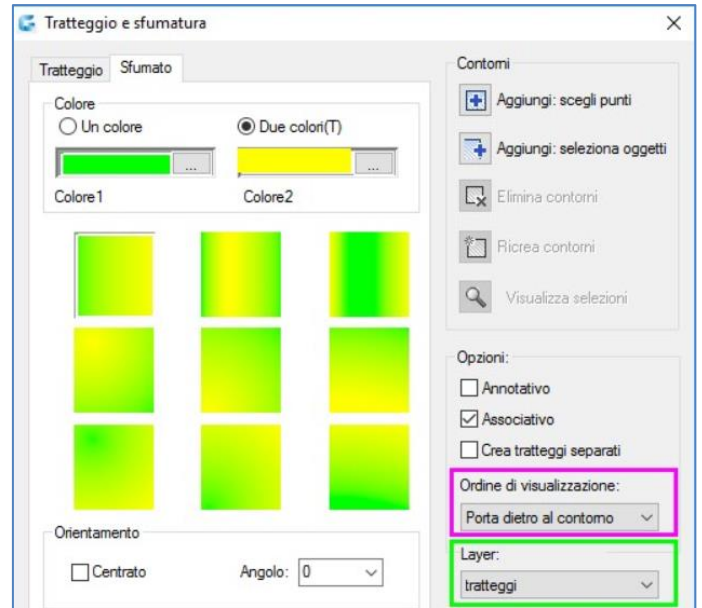 Tratteggio e sfumatura
Tratteggio Sfumato
Colore
Un colore
Due colori(T)
... ...
Colore1
Colore2
Orientamento
Centrato
Angolo: 0
Contorni
Aggiungi: scegli punti
Aggiungi: seleziona oggetti
Elimina contorni
Ricrea contorni
Visualizza selezioni
Opzioni:
Annotativo
Associativo
Crea tratteggi separati
Ordine di visualizzazione:
Porta dietro al contorno
Layer:
tratteggi